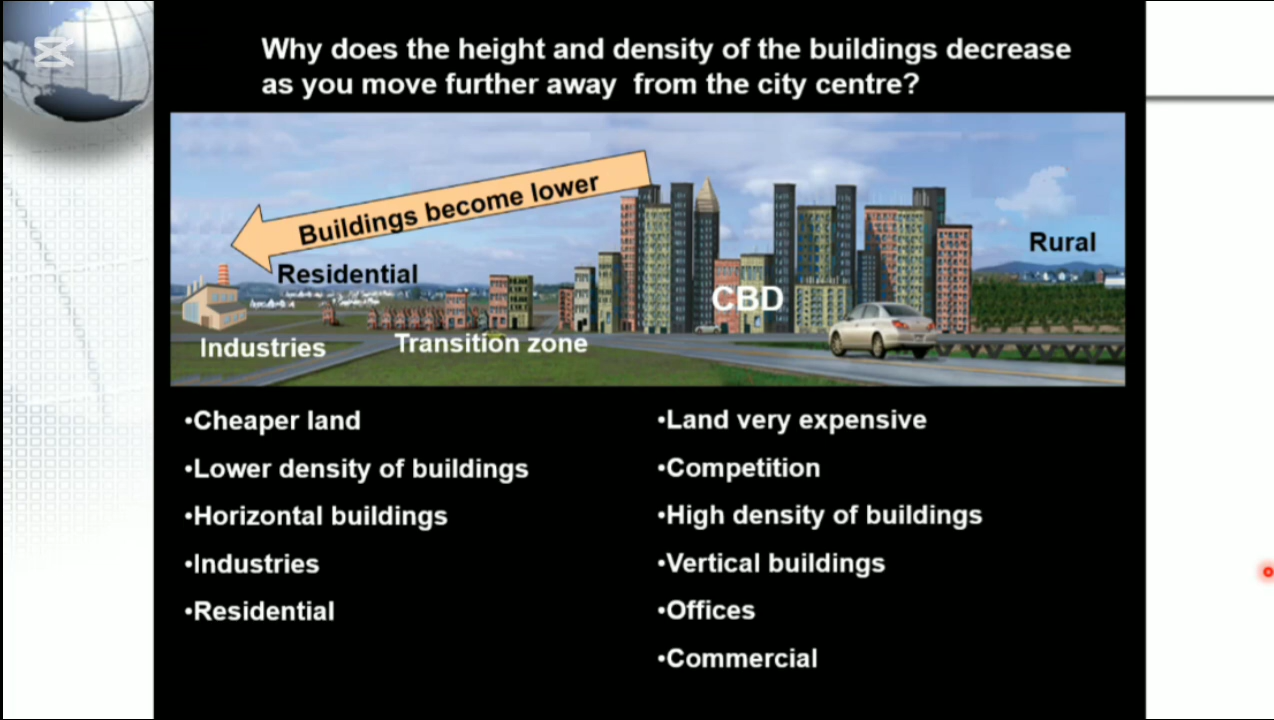 Why does the height and density of the buildings decrease
as you move further away from the city centre?
Buildings become lower
Residential
Rural
CBD
Industries
Transition zone
•Cheaper land
•Lower density of buildings
•Horizontal buildings
•Industries
•Residential
•Land very expensive
•Competition
•High density of buildings
•Vertical buildings
•Offices
•Commercial